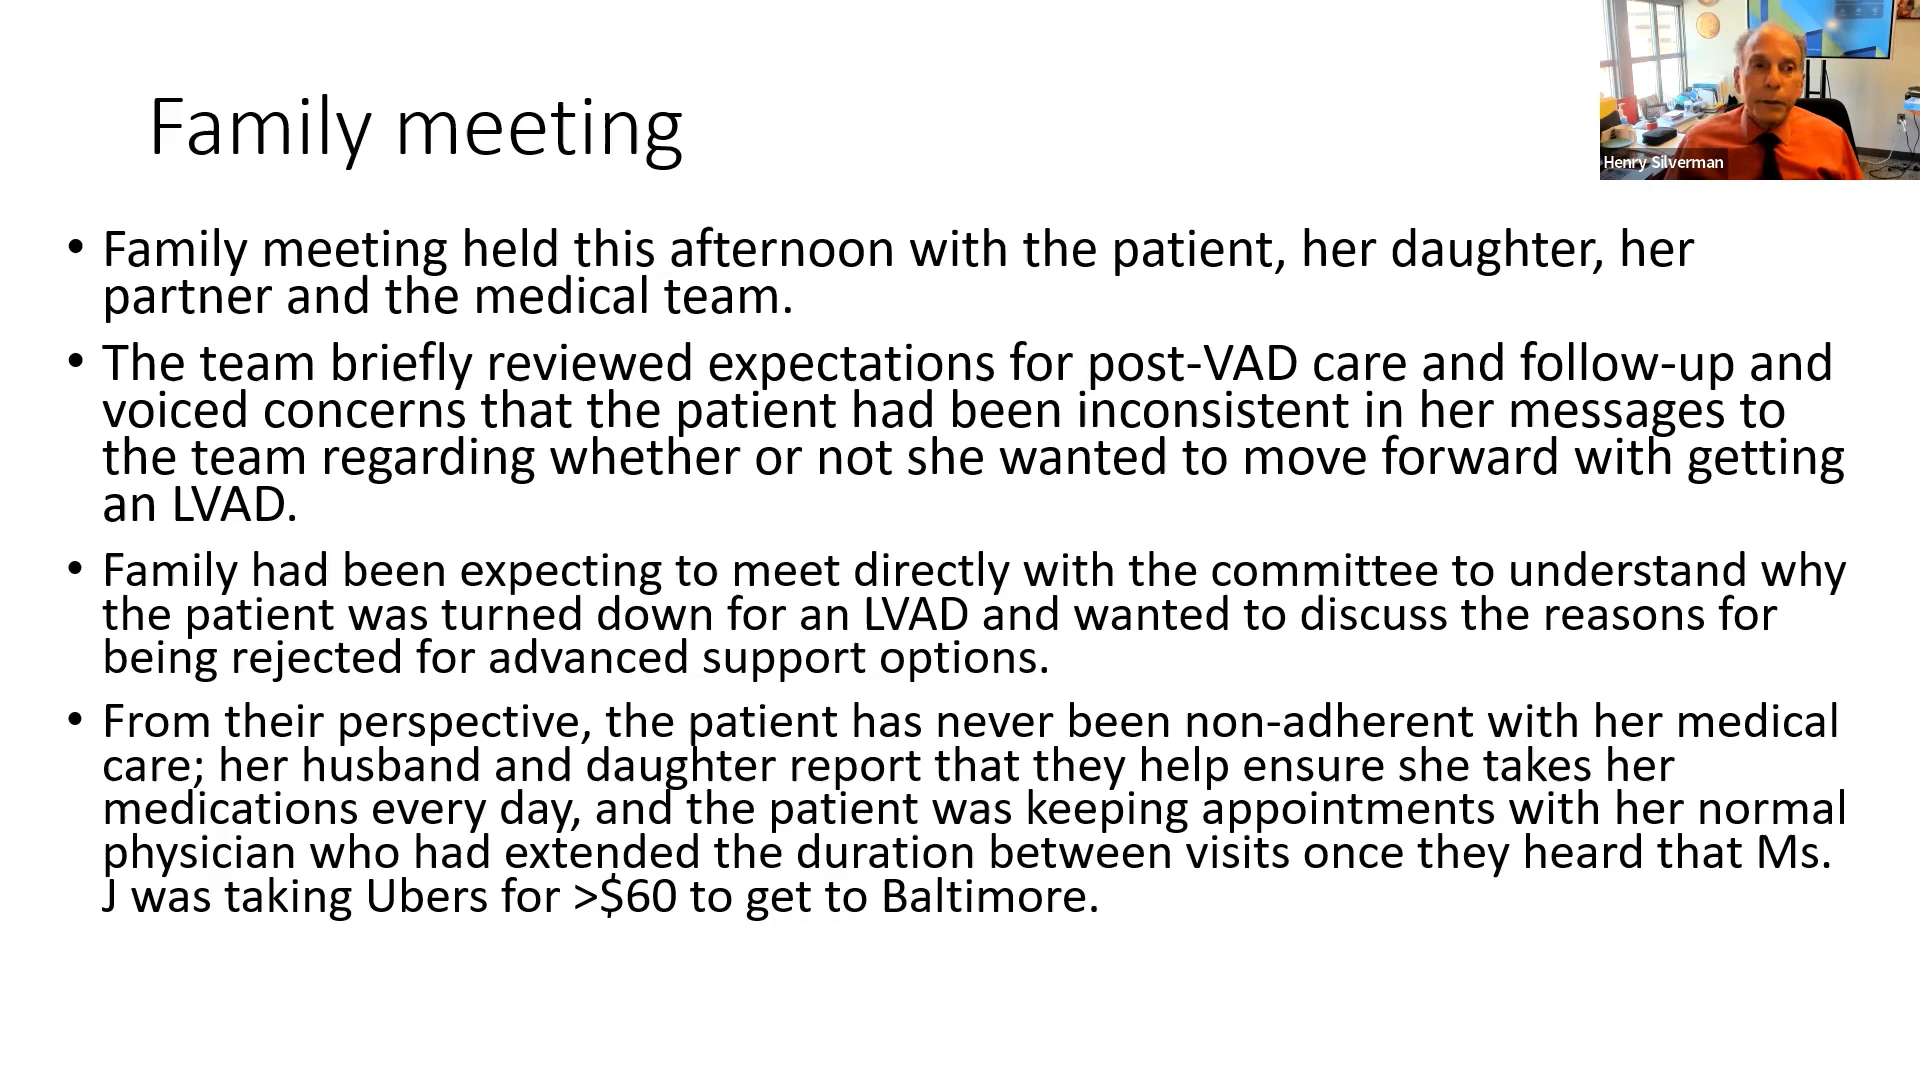 Family meeting
Henry Silverman
• Family meeting held this afternoon with the patient, her daughter, her
partner and the medical team.
• The team briefly reviewed expectations for post-VAD care and follow-up and
voiced concerns that the patient had been inconsistent in her messages to
the team regarding whether or not she wanted to move forward with getting
an LVAD.
• Family had been expecting to meet directly with the committee to understand why
the patient was turned down for an LVAD and wanted to discuss the reasons for
being rejected for advanced support options.
• From their perspective, the patient has never been non-adherent with her medical
care; her husband and daughter report that they help ensure she takes her
medications every day, and the patient was keeping appointments with her normal
physician who had extended the duration between visits once they heard that Ms.
J was taking Ubers for >$60 to get to Baltimore.